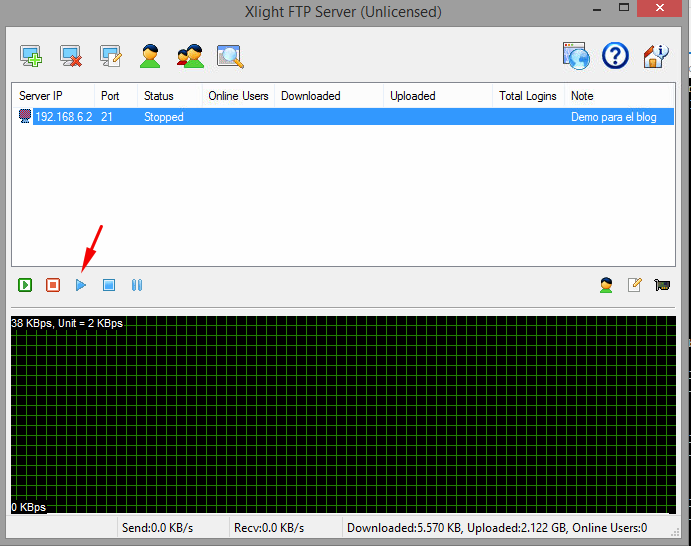 Xlight FTP Server (Unlicensed)
Server IP Port Status Online Users Downloaded Uploaded Total Logins Note
192.168.6.2 21 Stopped Demo para el blog
38 KBps, Unit = 2 KBps
0 KBps
Send:0.0 KB/s Recv:0.0 KB/s Downloaded:5.570 KB, Uploaded:2.122 GB, Online Users:0